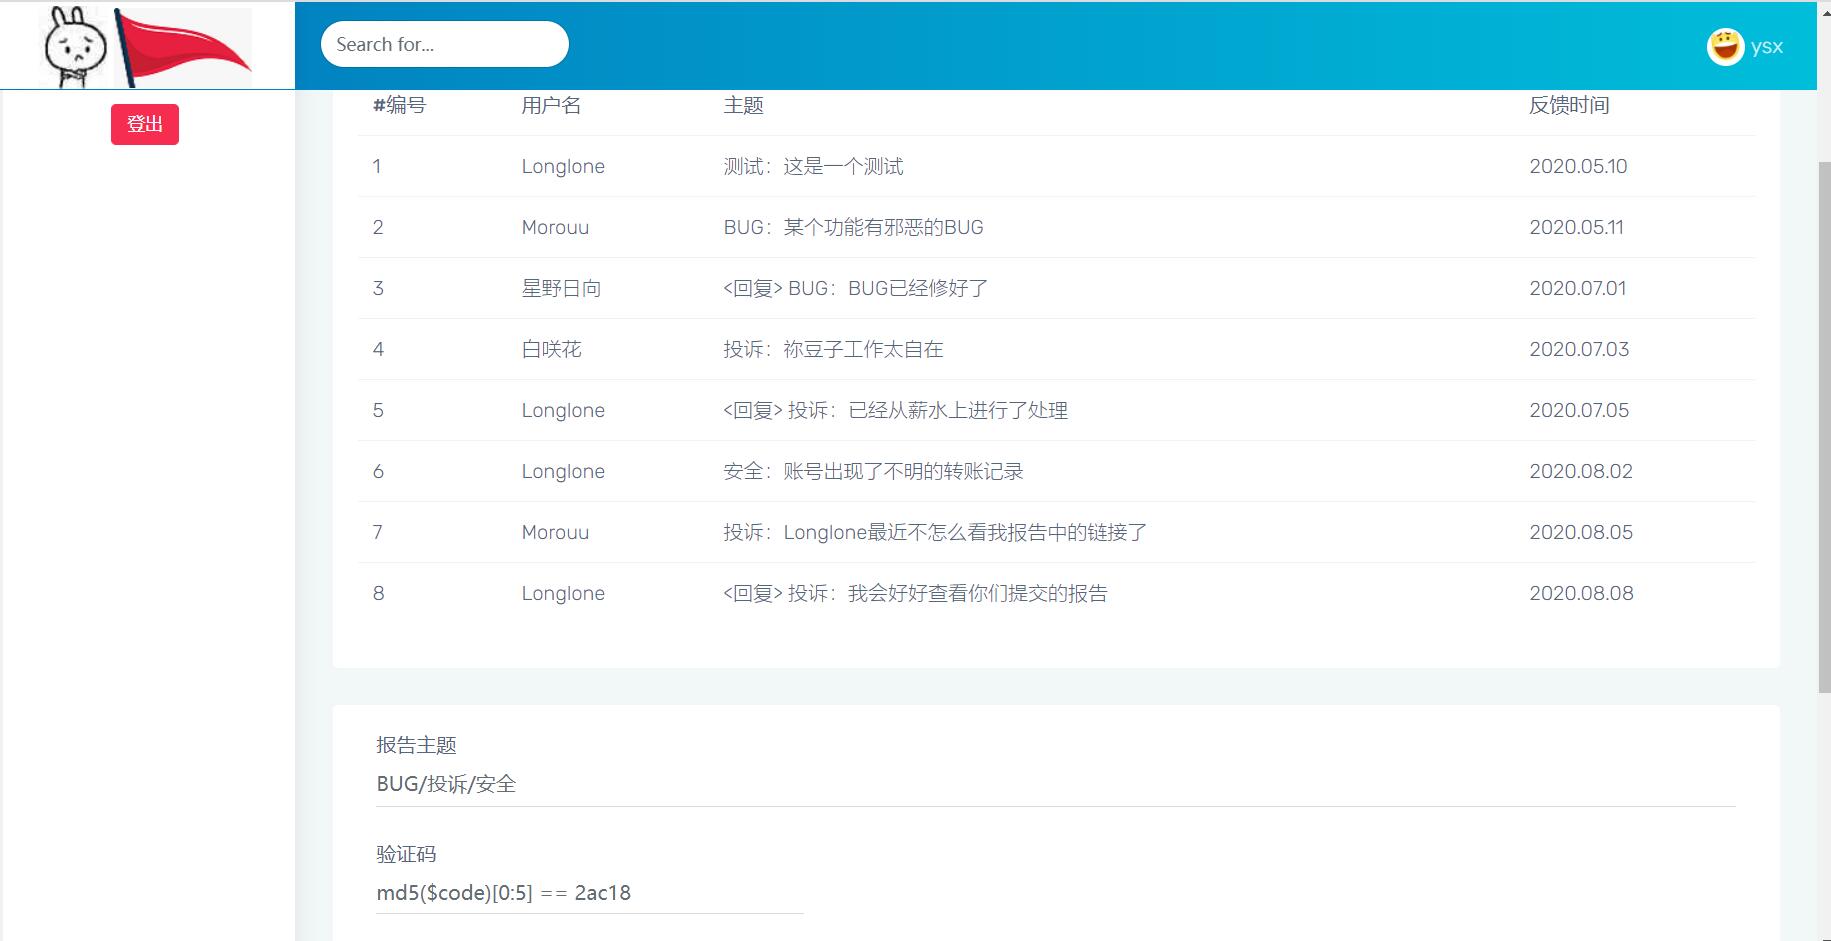 Search for...
ysx
登出
#编号 用户名 主题 反馈时间
1 Longlone 测试：这是一个测试 2020.05.10
2 Morouu BUG：某个功能有邪恶的BUG 2020.05.11
3 星野日向 <回复> BUG：BUG已经修好了 2020.07.01
4 白咲花 投诉：祢豆子工作太自在 2020.07.03
5 Longlone <回复> 投诉：已经从薪水上进行了处理 2020.07.05
6 Longlone 安全：账号出现了不明的转账记录 2020.08.02
7 Morouu 投诉：Longlone最近不怎么看我报告中的链接了 2020.08.05
8 Longlone <回复> 投诉：我会好好查看你们提交的报告 2020.08.08
报告主题
BUG/投诉/安全
验证码
md5($code)[0:5] == 2ac18